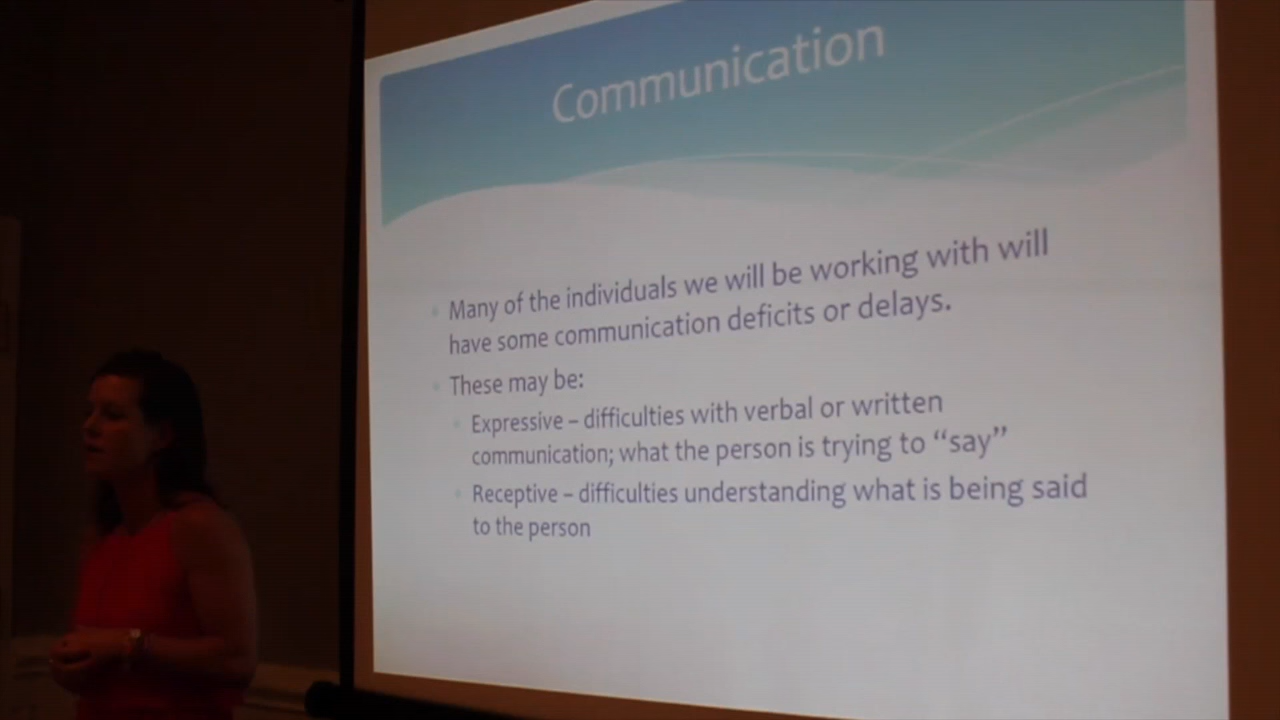 Communication
Many of the individuals we will be working with will
have some communication deficits or delays.
These may be:
Expressive – difficulties with verbal or written
communication; what the person is trying to “say”
Receptive – difficulties understanding what is being said
to the person